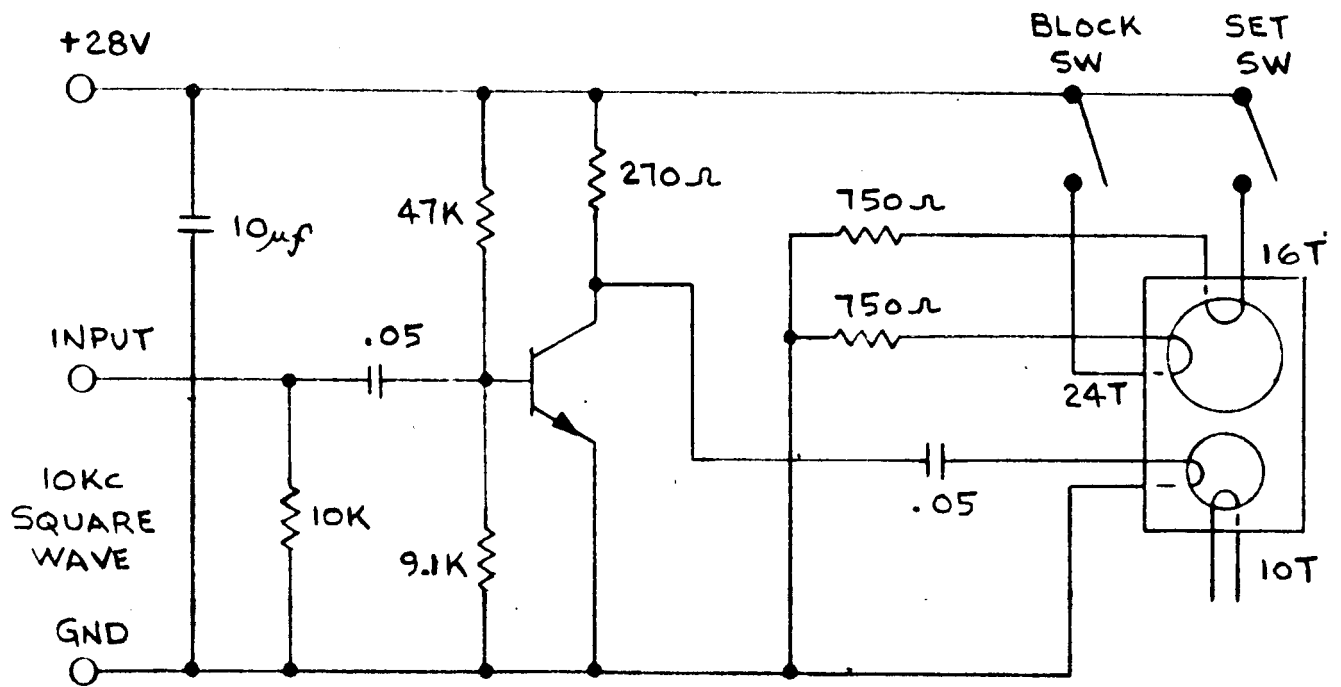 +28V
BLOCK
SW
SET
SW
270Ω
47K
10μf
750Ω
16T
750Ω
INPUT
.05
24T
10KC
SQUARE
WAVE
10K
9.1K
.05
10T
GND